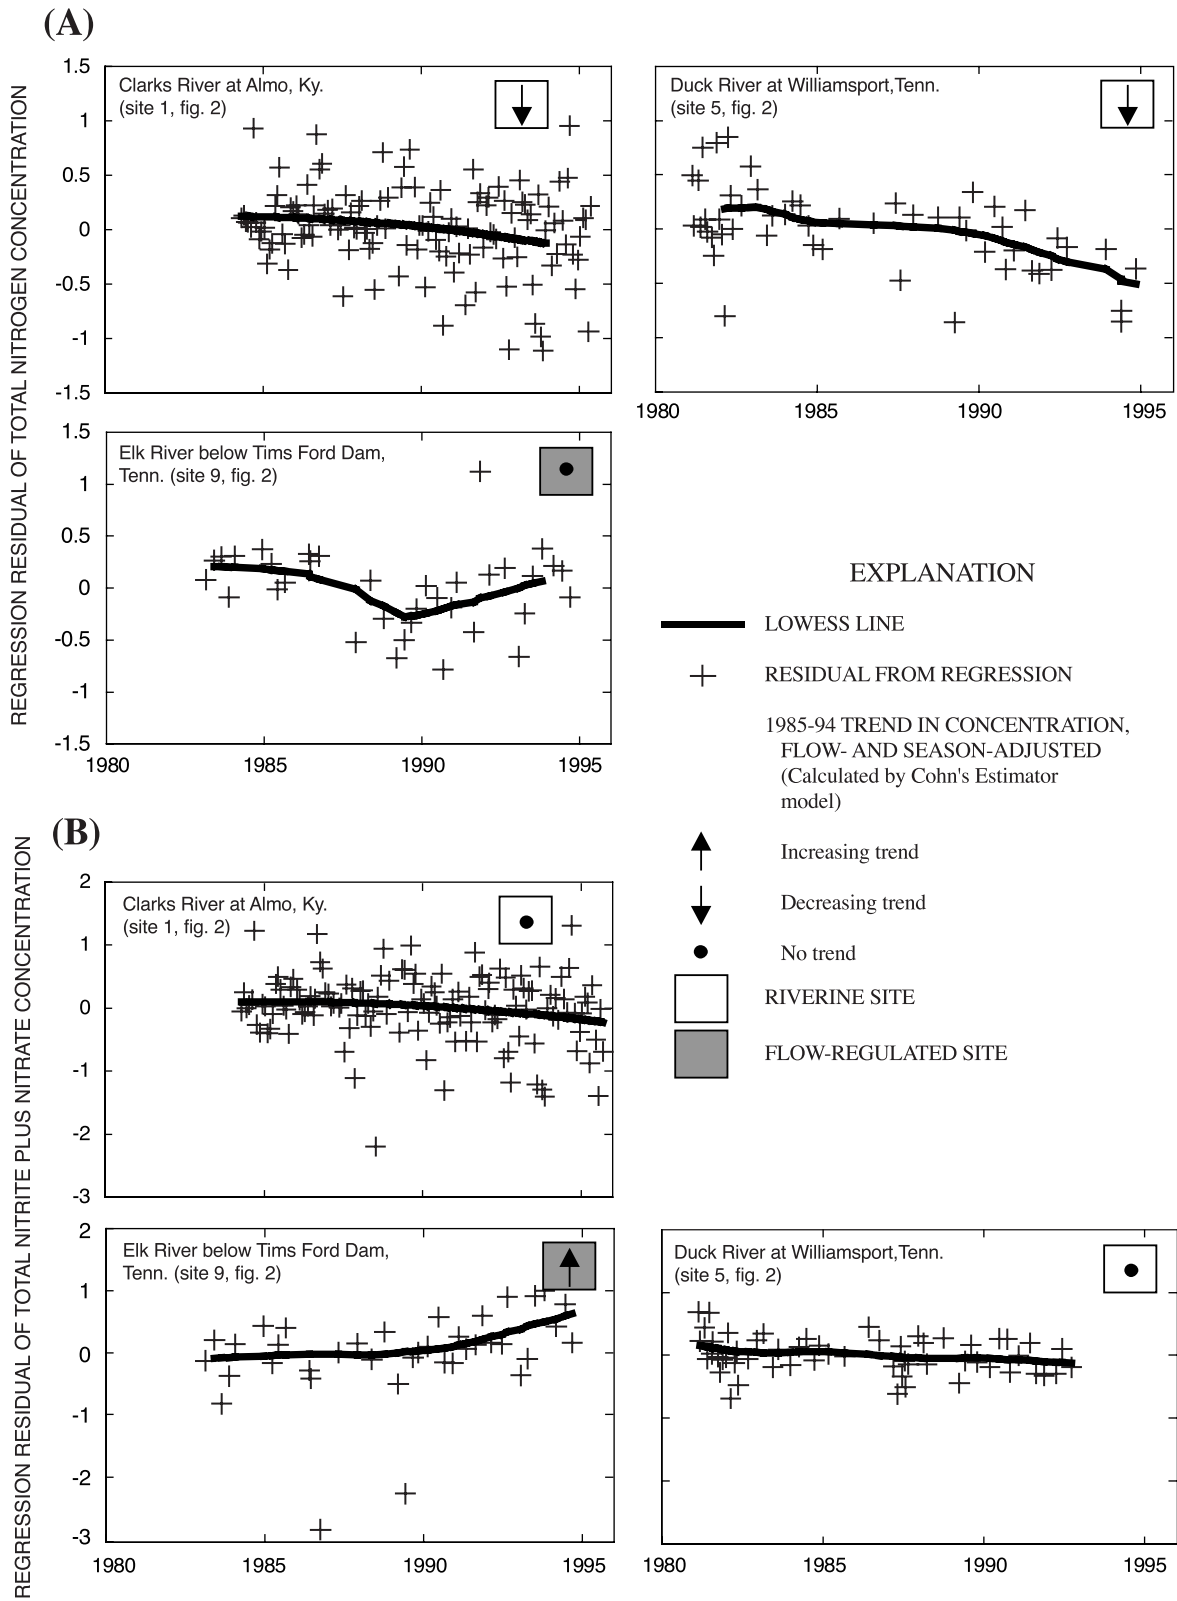 (A)
REGRESSION RESIDUAL OF TOTAL NITROGEN CONCENTRATION
1.5
1
0.5
0
-0.5
-1
-1.5
Clarks River at Almo, Ky.
(site 1, fig. 2)
Duck River at Williamsport,Tenn.
(site 5, fig. 2)
1980
1985
1990
1995
1.5
1
0.5
0
-0.5
-1
-1.5
Elk River below Tims Ford Dam,
Tenn. (site 9, fig. 2)
1980
1985
1990
1995
EXPLANATION
LOWESS LINE
RESIDUAL FROM REGRESSION
1985-94 TREND IN CONCENTRATION,
FLOW- AND SEASON-ADJUSTED
(Calculated by Cohn's Estimator
model)
Increasing trend
Decreasing trend
No trend
RIVERINE SITE
FLOW-REGULATED SITE
(B)
REGRESSION RESIDUAL OF TOTAL NITRITE PLUS NITRATE CONCENTRATION
2
1
0
-1
-2
-3
Clarks River at Almo, Ky.
(site 1, fig. 2)
2
1
0
-1
-2
-3
Elk River below Tims Ford Dam,
Tenn. (site 9, fig. 2)
1980
1985
1990
1995
Duck River at Williamsport,Tenn.
(site 5, fig. 2)
1980
1985
1990
1995